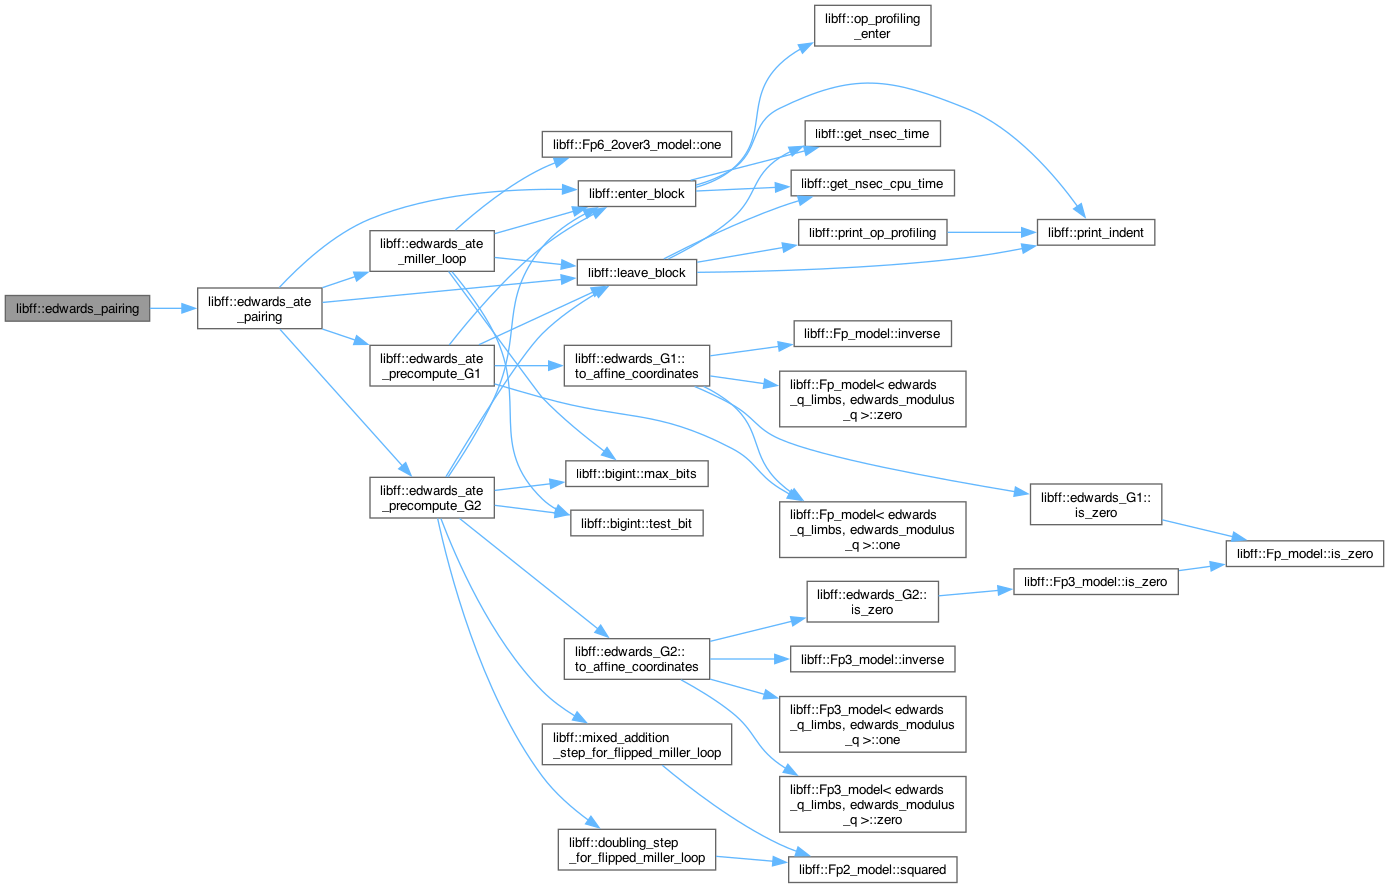 libff::edwards_pairing
libff::edwards_ate
_pairing
libff::edwards_ate
_miller_loop
libff::edwards_ate
_precompute_G1
libff::edwards_ate
_precompute_G2
libff::Fp6_2over3_model::one
libff::enter_block
libff::leave_block
libff::edwards_G1::
to_affine_coordinates
libff::bigint::max_bits
libff::bigint::test_bit
libff::edwards_G2::
to_affine_coordinates
libff::mixed_addition
_step_for_flipped_miller_loop
libff::doubling_step
_for_flipped_miller_loop
libff::op_profiling
_enter
libff::get_nsec_time
libff::get_nsec_cpu_time
libff::print_op_profiling
libff::Fp_model::inverse
libff::Fp_model< edwards
_q_limbs, edwards_modulus
_q >::zero
libff::Fp_model< edwards
_q_limbs, edwards_modulus
_q >::one
libff::edwards_G2::
is_zero
libff::Fp3_model::inverse
libff::Fp3_model< edwards
_q_limbs, edwards_modulus
_q >::one
libff::Fp3_model< edwards
_q_limbs, edwards_modulus
_q >::zero
libff::Fp2_model::squared
libff::print_indent
libff::edwards_G1::
is_zero
libff::Fp3_model::is_zero
libff::Fp_model::is_zero